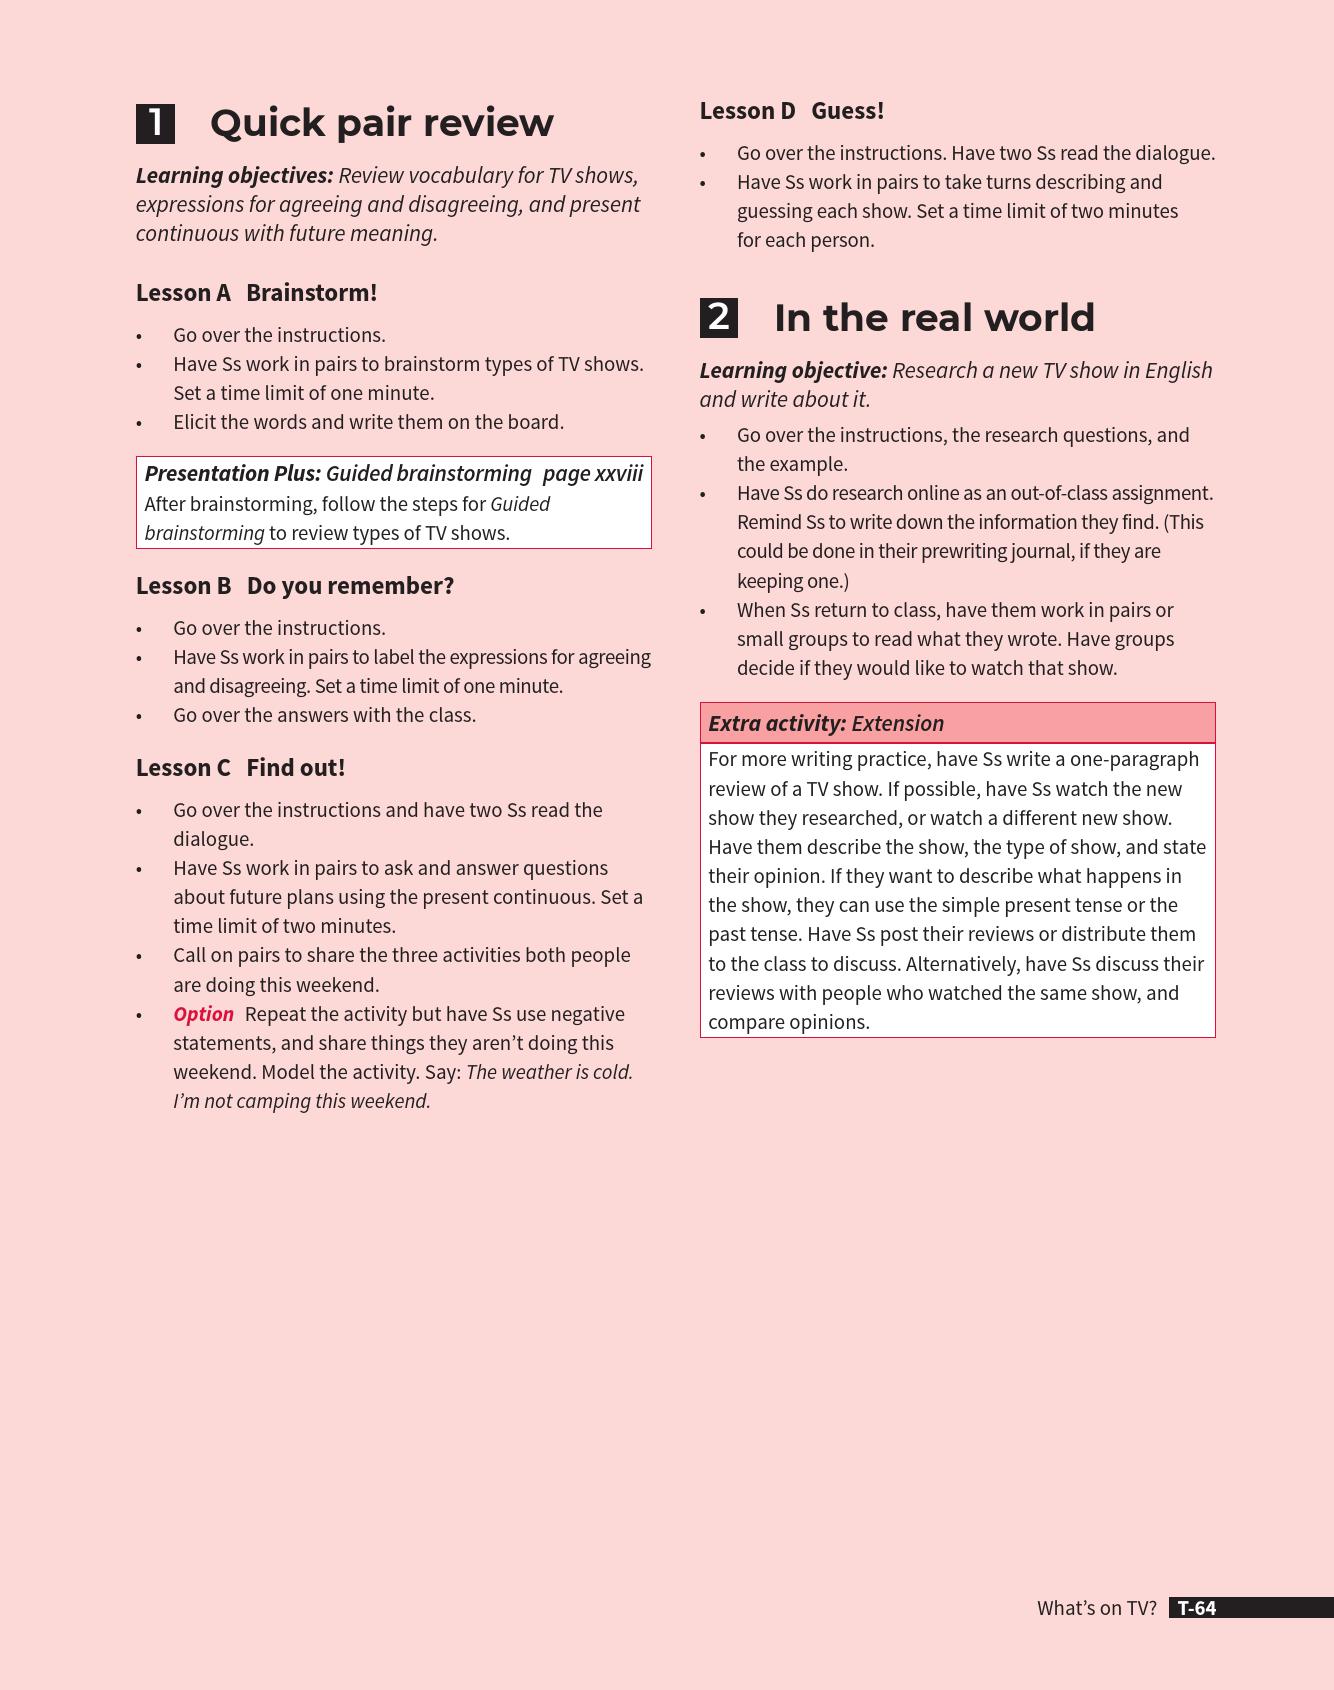 1 Quick pair review
Learning objectives: Review vocabulary for TV shows,
expressions for agreeing and disagreeing, and present
continuous with future meaning.
Lesson A Brainstorm!
• Go over the instructions.
• Have Ss work in pairs to brainstorm types of TV shows.
Set a time limit of one minute.
• Elicit the words and write them on the board.
Presentation Plus: Guided brainstorming page xxviii
After brainstorming, follow the steps for Guided
brainstorming to review types of TV shows.
Lesson B Do you remember?
• Go over the instructions.
• Have Ss work in pairs to label the expressions for agreeing
and disagreeing. Set a time limit of one minute.
• Go over the answers with the class.
Lesson C Find out!
• Go over the instructions and have two Ss read the
dialogue.
• Have Ss work in pairs to ask and answer questions
about future plans using the present continuous. Set a
time limit of two minutes.
• Call on pairs to share the three activities both people
are doing this weekend.
• Option Repeat the activity but have Ss use negative
statements, and share things they aren’t doing this
weekend. Model the activity. Say: The weather is cold.
I’m not camping this weekend.
Lesson D Guess!
• Go over the instructions. Have two Ss read the dialogue.
• Have Ss work in pairs to take turns describing and
guessing each show. Set a time limit of two minutes
for each person.
2 In the real world
Learning objective: Research a new TV show in English
and write about it.
• Go over the instructions, the research questions, and
the example.
• Have Ss do research online as an out-of-class assignment.
Remind Ss to write down the information they find. (This
could be done in their prewriting journal, if they are
keeping one.)
• When Ss return to class, have them work in pairs or
small groups to read what they wrote. Have groups
decide if they would like to watch that show.
Extra activity: Extension
For more writing practice, have Ss write a one-paragraph
review of a TV show. If possible, have Ss watch the new
show they researched, or watch a different new show.
Have them describe the show, the type of show, and state
their opinion. If they want to describe what happens in
the show, they can use the simple present tense or the
past tense. Have Ss post their reviews or distribute them
to the class to discuss. Alternatively, have Ss discuss their
reviews with people who watched the same show, and
compare opinions.
What’s on TV? T-64